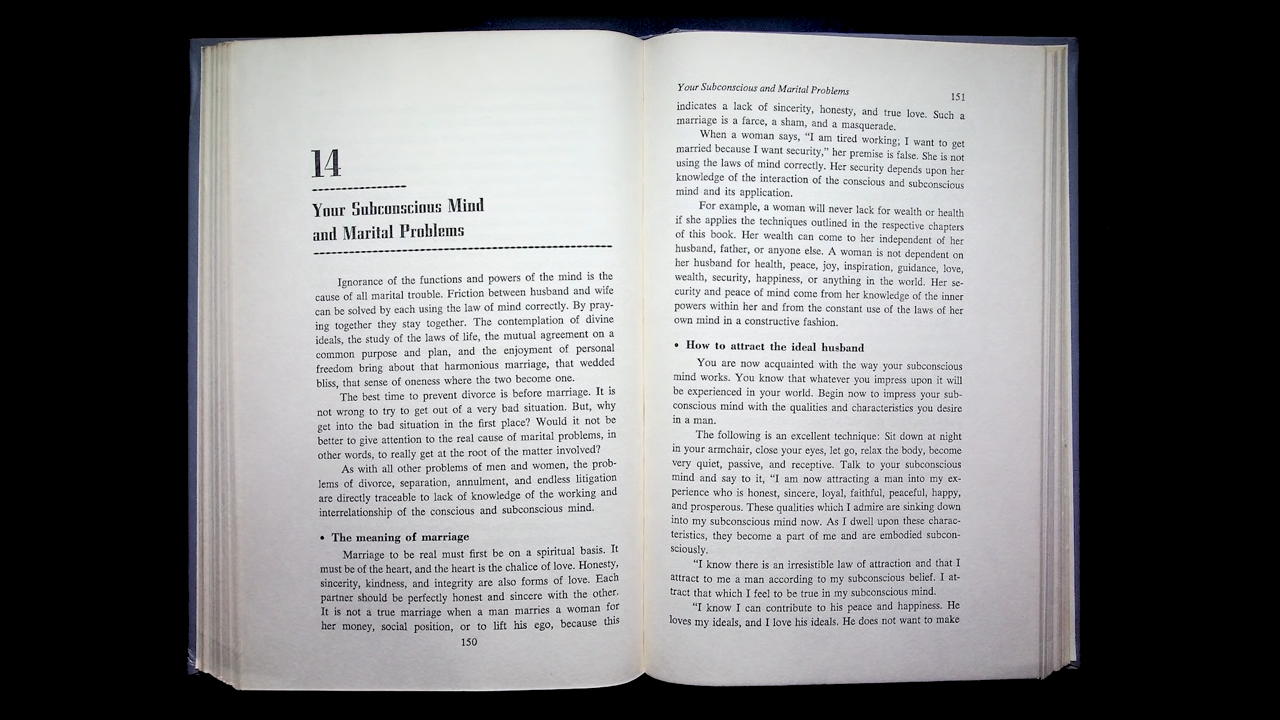 14
Your Subconscious Mind
and Marital Problems
Ignorance of the functions and powers of the mind is the
cause of all marital trouble. Friction between husband and wife
can be solved by each using the law of mind correctly. By pray-
ing together they stay together. The contemplation of divine
ideals, the study of the laws of life, the mutual agreement on a
common purpose and plan, and the enjoyment of personal
freedom bring about that harmonious marriage, that wedded
bliss, that sense of oneness where the two become one.
The best time to prevent divorce is before marriage. It is
not wrong to try to get out of a very bad situation. But, why
get into the bad situation in the first place? Would it not be
better to give attention to the real cause of marital problems, in
other words, to really get at the root of the matter involved?
As with all other problems of men and women, the prob-
lems of divorce, separation, annulment, and endless litigation
are directly traceable to lack of knowledge of the working and
interrelationship of the conscious and subconscious mind.
• The meaning of marriage
Marriage to be real must first be on a spiritual basis. It
must be of the heart, and the heart is the chalice of love. Honesty,
sincerity, kindness, and integrity are also forms of love. Each
partner should be perfectly honest and sincere with the other.
It is not a true marriage when a man marries a woman for
her money, social position, or to lift his ego, because this
150
Your Subconscious and Marital Problems
151
indicates a lack of sincerity, honesty, and true love. Such a
marriage is a farce, a sham, and a masquerade.
When a woman says, “I am tired working; I want to get
married because I want security,” her premise is false. She is not
using the laws of mind correctly. Her security depends upon her
knowledge of the interaction of the conscious and subconscious
mind and its application.
For example, a woman will never lack for wealth or health
if she applies the techniques outlined in the respective chapters
of this book. Her wealth can come to her independent of her
husband, father, or anyone else. A woman is not dependent on
her husband for health, peace, joy, inspiration, guidance, love,
wealth, security, happiness, or anything in the world. Her se-
curity and peace of mind come from her knowledge of the inner
powers within her and from the constant use of the laws of her
own mind in a constructive fashion.
• How to attract the ideal husband
You are now acquainted with the way your subconscious
mind works. You know that whatever you impress upon it will
be experienced in your world. Begin now to impress your sub-
conscious mind with the qualities and characteristics you desire
in a man.
The following is an excellent technique: Sit down at night
in your armchair, close your eyes, let go, relax the body, become
very quiet, passive, and receptive. Talk to your subconscious
mind and say to it, “I am now attracting a man into my ex-
perience who is honest, sincere, loyal, faithful, peaceful, happy,
and prosperous. These qualities which I admire are sinking down
into my subconscious mind now. As I dwell upon these charac-
teristics, they become a part of me and are embodied subcon-
sciously.
“I know there is an irresistible law of attraction and that I
attract to me a man according to my subconscious belief. I at-
tract that which I feel to be true in my subconscious mind.
“I know I can contribute to his peace and happiness. He
loves my ideals, and I love his ideals. He does not want to make